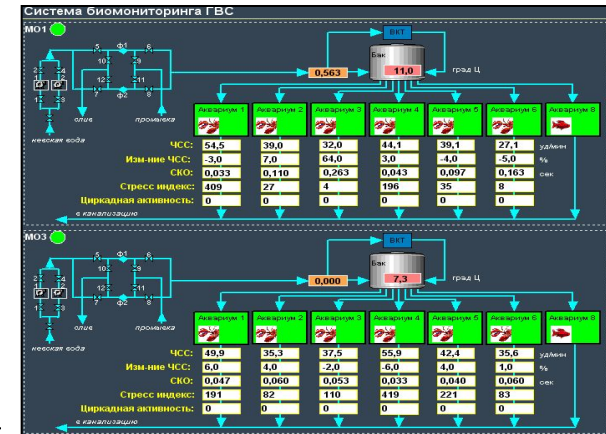 Система биомониторинга ГВС
МО1
ВКТ
Бак
5 Ф1 6
10 9
0,563
11,0
град Ц
12 11
7 Ф2 8
2 4
1 3
слив
промывка
невская вода
Аквариум 1 Аквариум 2 Аквариум 3 Аквариум 4 Аквариум 5 Аквариум 6 Аквариум 8
ЧСС: 54,5 39,0 32,0 44,1 39,1 27,1 уд/мин
Изм-ние ЧСС: -3,0 7,0 64,0 3,0 -4,0 -5,0 %
СКО: 0,033 0,110 0,263 0,043 0,097 0,163 сек
Стресс индекс: 409 27 4 196 35 8
Циркадная активность: 0 0 0 0 0 0
в канализацию
МО3
ВКТ
Бак
5 Ф1 6
10 9
0,000
7,3
град Ц
12 11
7 Ф2 8
2 4
1 3
слив
промывка
невская вода
Аквариум 1 Аквариум 2 Аквариум 3 Аквариум 4 Аквариум 5 Аквариум 6 Аквариум 8
ЧСС: 49,9 35,3 37,5 55,9 42,4 35,6 уд/мин
Изм-ние ЧСС: 6,0 4,0 -2,0 -6,0 4,0 1,0 %
СКО: 0,047 0,060 0,053 0,033 0,040 0,060 сек
Стресс индекс: 191 82 110 419 221 83
Циркадная активность: 0 0 0 0 0 0
в канализацию